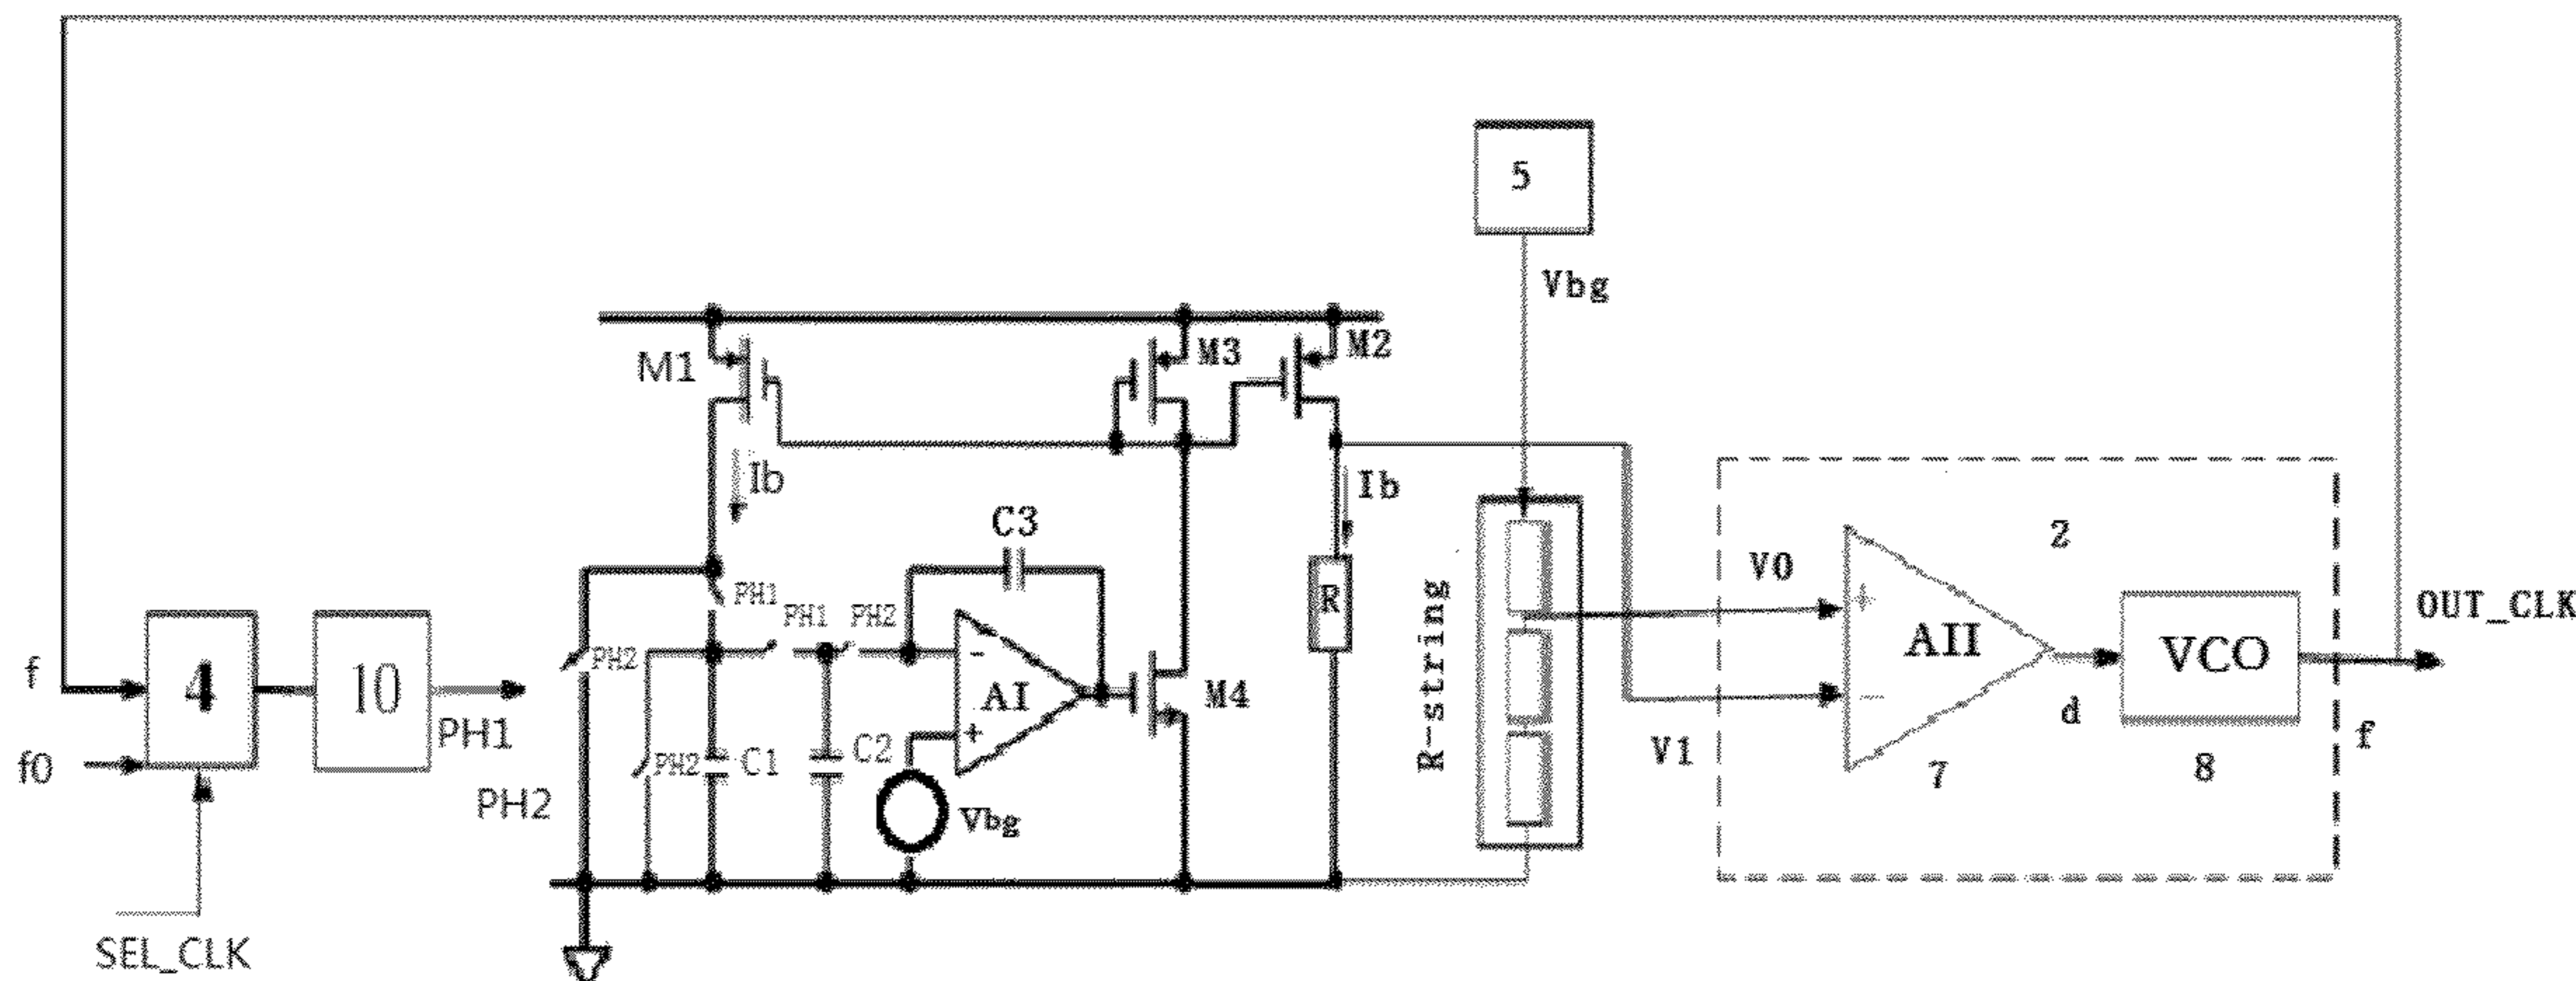 5
Vbg
M1
M3
M2
Ib
Ib
C3
R
R-string
PH1
PH1
PH2
PH2
PH2
C1
C2
AI
-
+
Vbg
M4
f
f0
4
10
PH1
PH2
SEL_CLK
V0
V1
2
+
-
AII
7
d
VCO
8
f
OUT_CLK